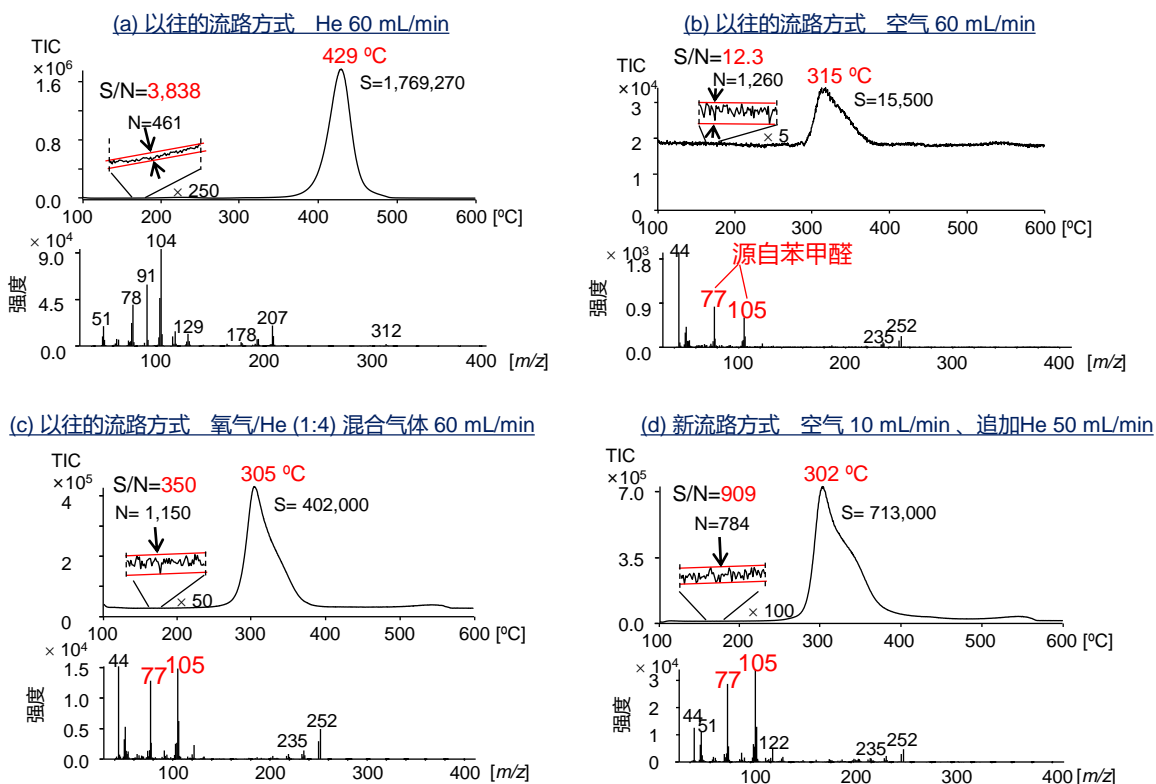 (a) 以往的流路方式 He 60 mL/min
TIC
×10⁶
429 ºC
1.6
S/N=3,838
S=1,769,270
N=461
0.8
× 250
0.0
100 200 300 400 500 600 [ºC]
× 10⁴
9.0
104
91
强度
4.5
78
51
129
178
207
312
0.0
100 200 300 400 [m/z]
(b) 以往的流路方式 空气 60 mL/min
TIC
×10⁴
S/N=12.3
N=1,260
315 ºC
S=15,500
3
× 5
2
1
0
100 200 300 400 500 600 [ºC]
× 10³
1.8
44
源自苯甲醛
强度
0.9
77
105
235
252
0.0
100 200 300 400 [m/z]
(c) 以往的流路方式 氧气/He (1:4) 混合气体 60 mL/min
TIC
×10⁵
305 ºC
4
S/N=350
N= 1,150
S= 402,000
2
× 50
0
100 200 300 400 500 600 [ºC]
× 10⁴
44
77
105
1.5
强度
1.0
0.5
235
252
0.0
100 200 300 400 [m/z]
(d) 新流路方式 空气 10 mL/min 、追加He 50 mL/min
TIC
×10⁵
302 ºC
7.0
S/N=909
N=784
S= 713,000
3.5
× 100
0.0
100 200 300 400 500 600 [ºC]
× 10⁴
3
77
105
强度
2
44
51
1
122
235
252
0
100 200 300 400 [m/z]